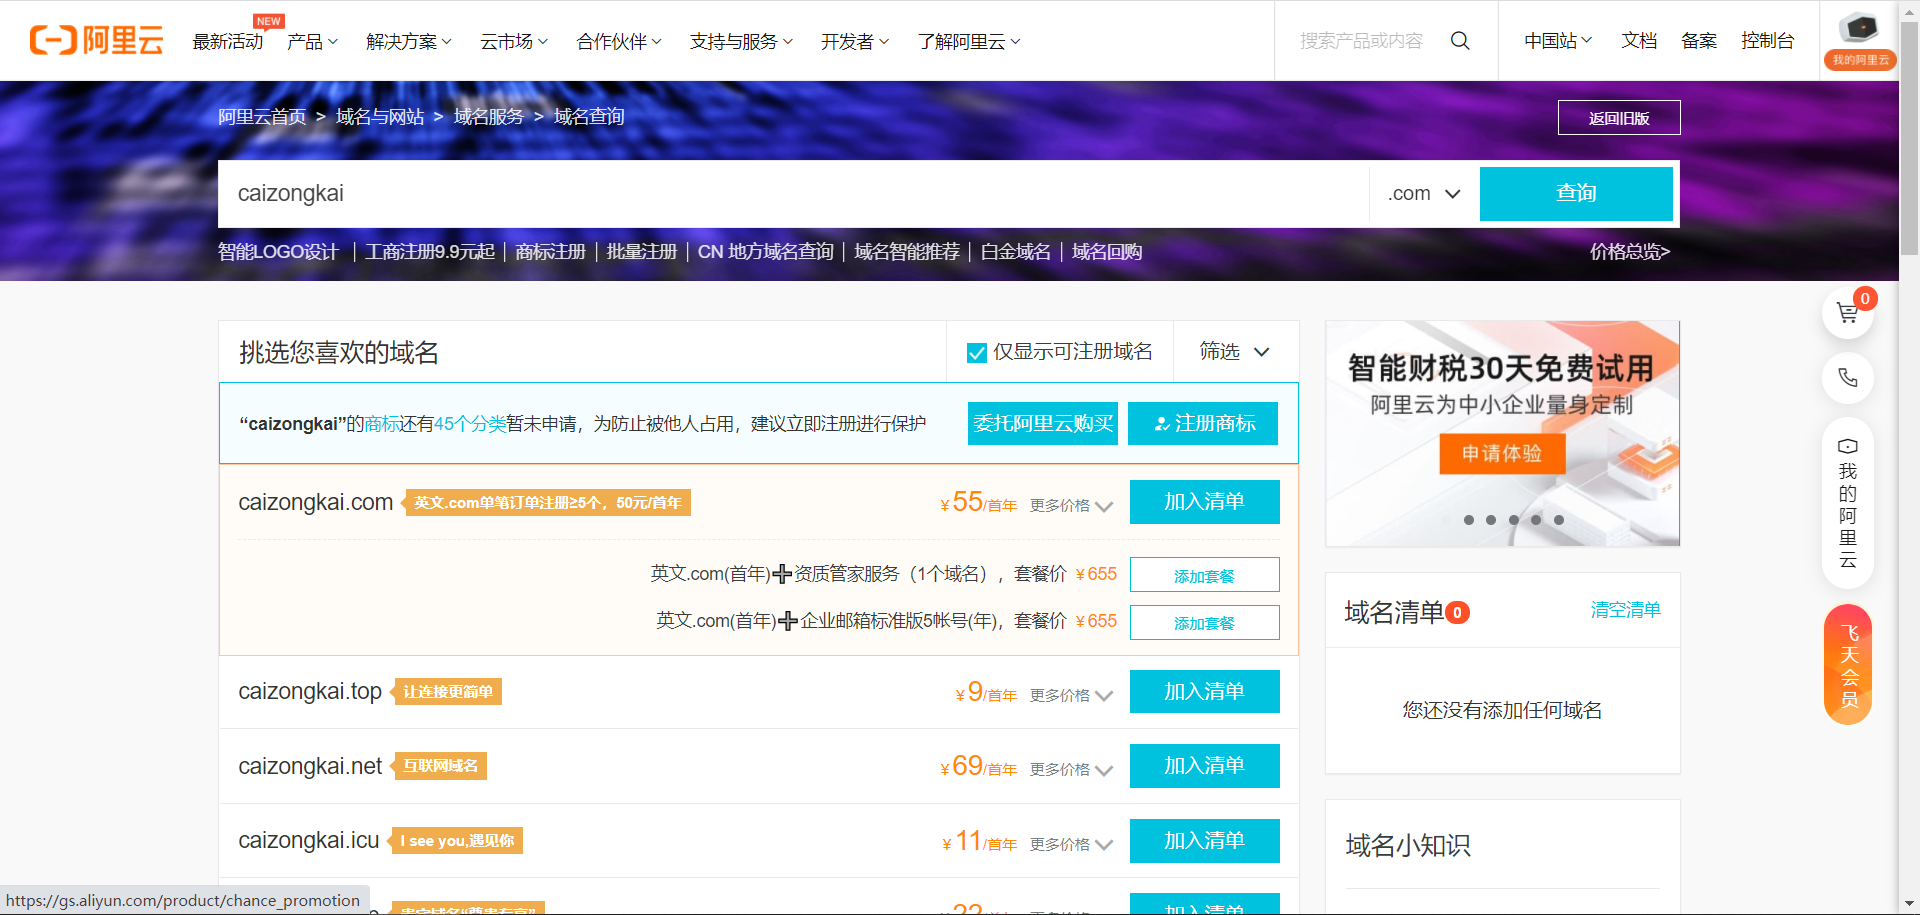 阿里云
最新活动
NEW
产品
解决方案
云市场
合作伙伴
支持与服务
开发者
了解阿里云
搜索产品或内容
中国站
文档
备案
控制台
我的阿里云
阿里云首页 > 域名与网站 > 域名服务 > 域名查询
返回旧版
caizongkai
.com
查询
智能LOGO设计 | 工商注册9.9元起 | 商标注册 | 批量注册 | CN 地方域名查询 | 域名智能推荐 | 白金域名 | 域名回购
价格总览>
挑选您喜欢的域名
仅显示可注册域名
筛选
“caizongkai”的商标还有45个分类暂未申请，为防止被他人占用，建议立即注册进行保护
委托阿里云购买
注册商标
caizongkai.com
英文.com单笔订单注册≥5个，50元/首年
¥55/首年
更多价格
加入清单
英文.com(首年)+资质管家服务（1个域名），套餐价 ¥655
添加套餐
英文.com(首年)+企业邮箱标准版5帐号(年)，套餐价 ¥655
添加套餐
caizongkai.top
让连接更简单
¥9/首年
更多价格
加入清单
caizongkai.net
互联网域名
¥69/首年
更多价格
加入清单
caizongkai.icu
I see you,遇见你
¥11/首年
更多价格
加入清单
https://gs.aliyun.com/product/chance_promotion
智能财税30天免费试用
阿里云为中小企业量身定制
申请体验
域名清单0
清空清单
您还没有添加任何域名
域名小知识
0
我的阿里云
飞天会员